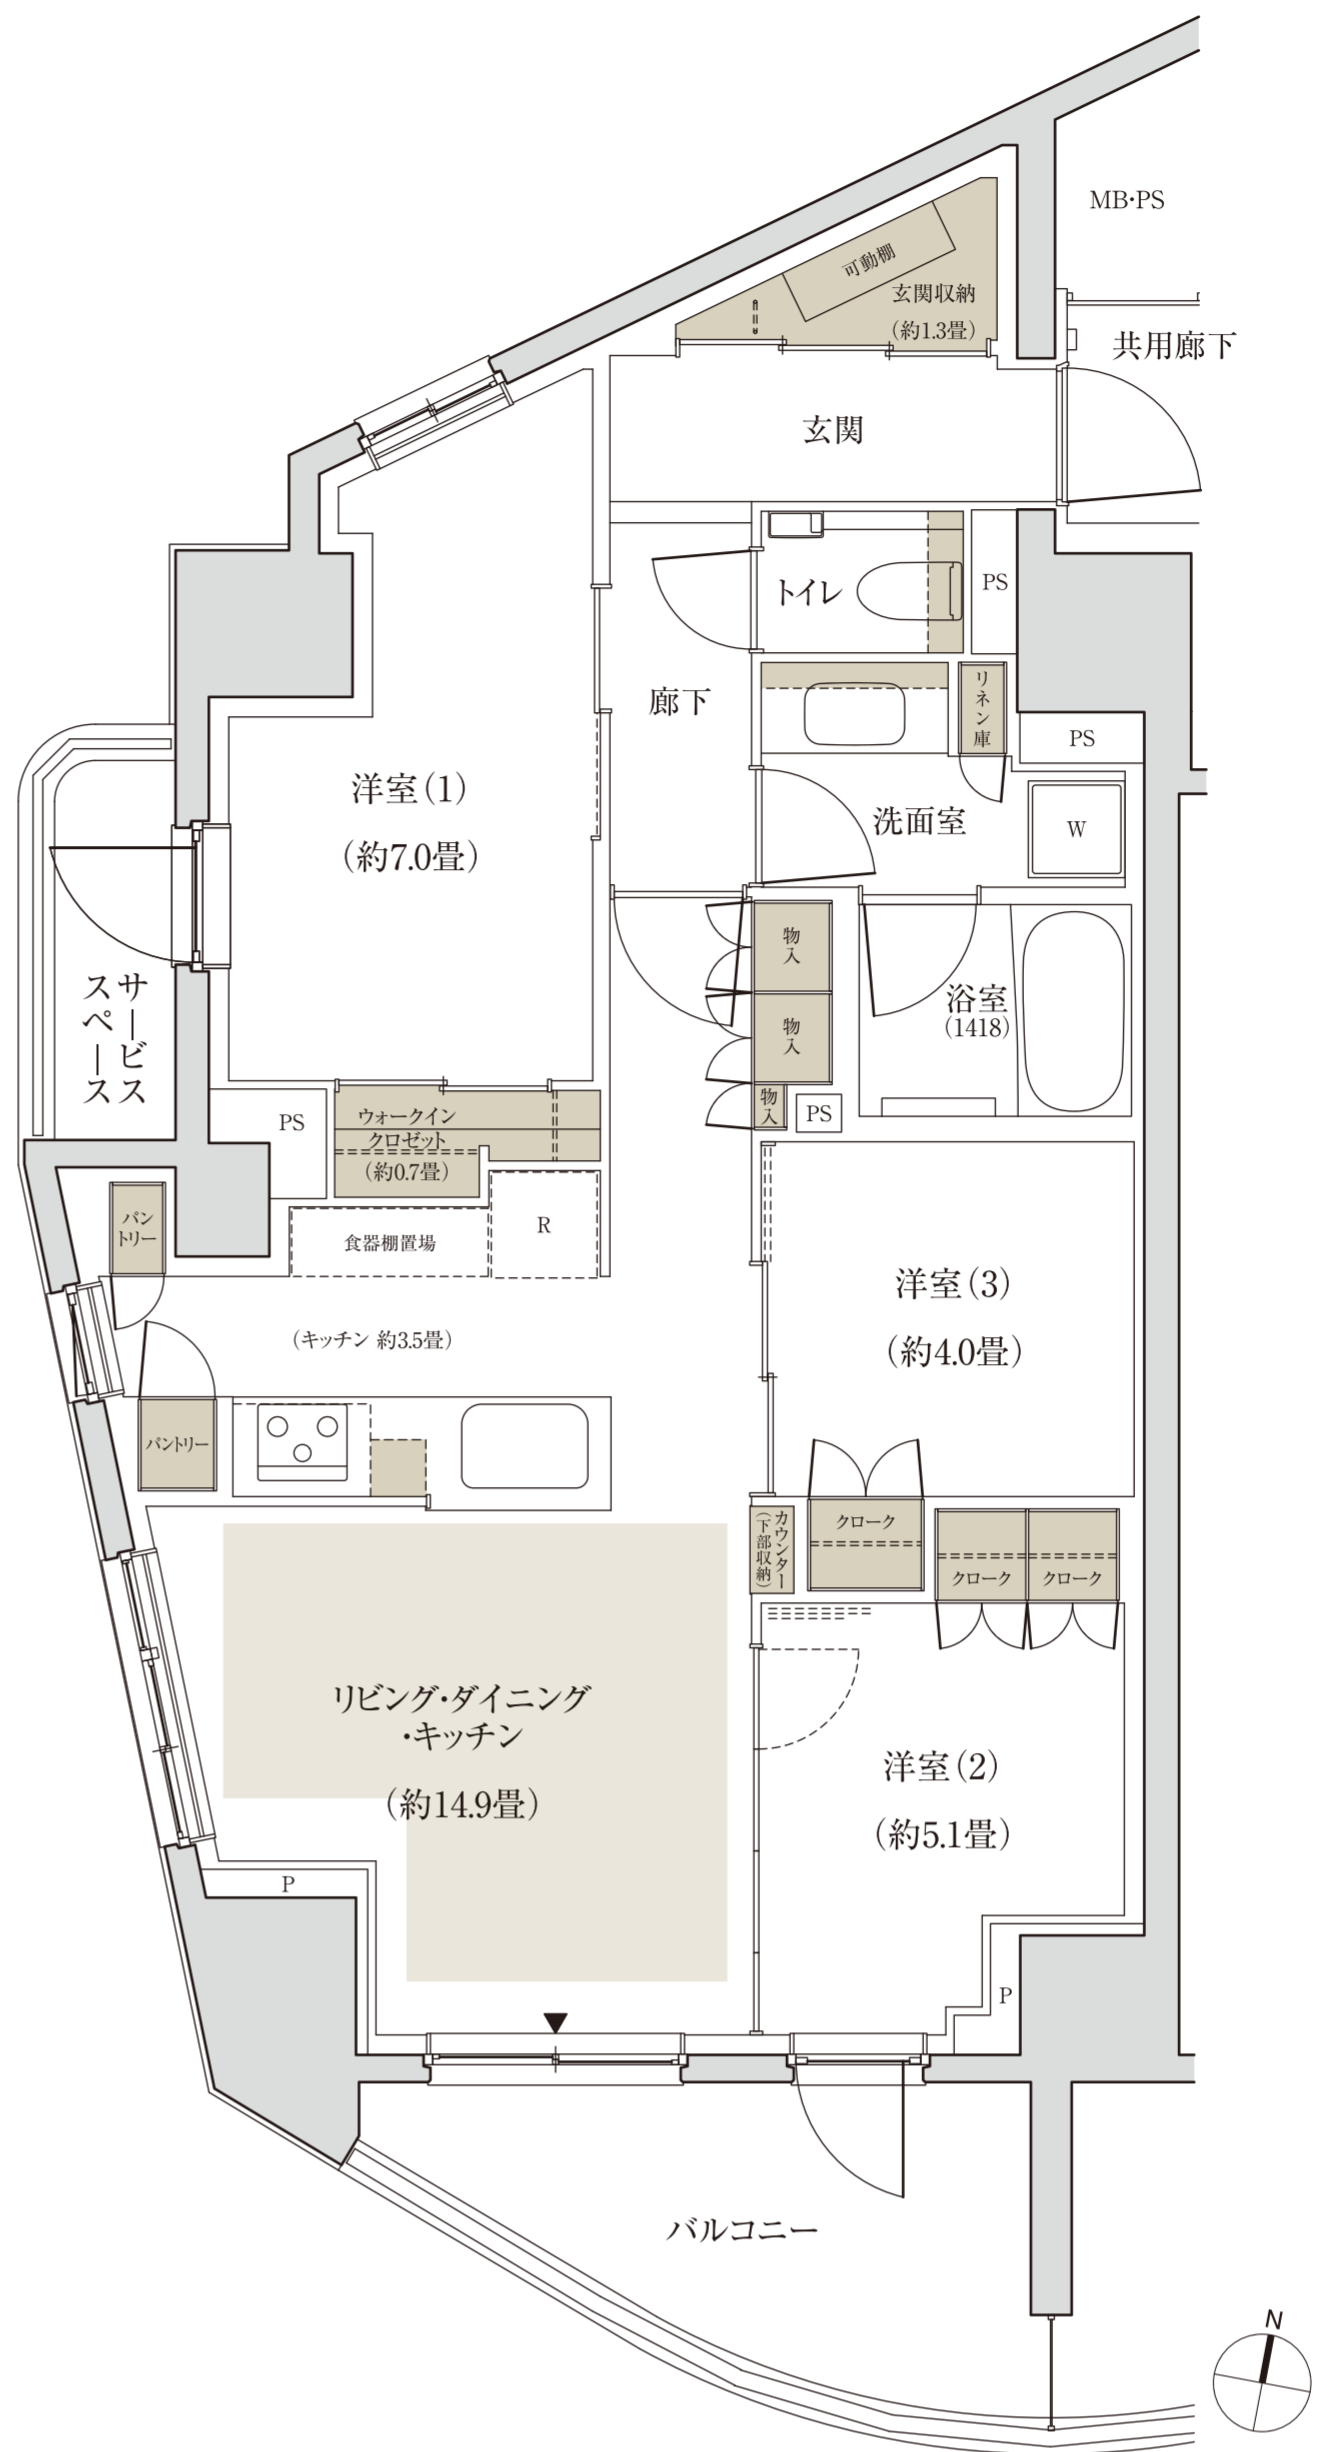 MB・PS
可動棚
玄関収納
(約1.3畳)
共用廊下
玄関
トイレ
PS
廊下
リネン庫
PS
洋室(1)
(約7.0畳)
洗面室
W
サービス
スペース
物入
物入
物入
浴室
(1418)
PS
PS
ウォークイン
クロゼット
(約0.7畳)
パン
トリー
食器棚置場
R
(キッチン 約3.5畳)
洋室(3)
(約4.0畳)
パントリー
カウンター
(下部収納)
クローク
クローク
クローク
リビング・ダイニング
・キッチン
(約14.9畳)
洋室(2)
(約5.1畳)
P
P
バルコニー
N